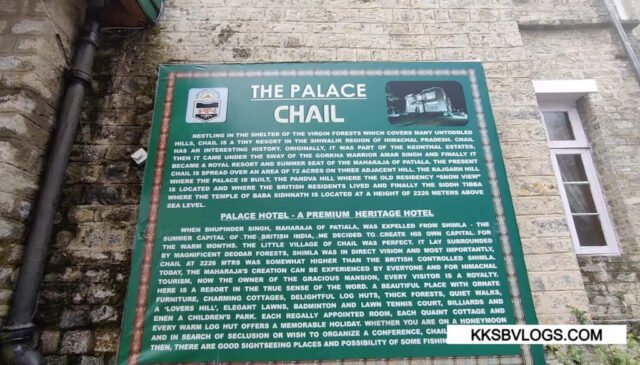 THE PALACE
CHAIL
NESTLING IN THE SHELTER OF THE VIRGIN FORESTS WHICH COVERS MANY UNTODLED
HILLS, CHAIL IS A TINY RESORT IN THE SHIWALIK REGION OF HIMACHAL PRADESH. CHAIL
HAS AN INTERESTING HISTORY. ORIGINALLY, IT WAS PART OF THE KEONTHAL ESTATES,
THEN IT CAME UNDER THE SWAY OF THE GORKHA WARRIOR AMAR SINGH AND FINALLY IT
BECAME A ROYAL RESORT AND SUMMER SEAT OF THE MAHARAJA OF PATIALA. THE PRESENT
CHAIL IS SPREAD OVER AN AREA OF 72 ACRES ON THREE ADJACENT HILL. THE RAJGARH HILL
WHERE THE PALACE IS BUILT, THE PANDVA HILL WHERE THE OLD RESIDENCY "SNOW VIEW"
IS LOCATED AND WHERE THE BRITISH RESIDENTS LIVED AND FINALLY THE SIDDH TIBBA
WHERE THE TEMPLE OF BABA SIDHNATH IS LOCATED AT A HEIGHT OF 2226 METERS ABOVE
SEA LEVEL.
PALACE HOTEL - A PREMIUM HERITAGE HOTEL
WHEN BHUPINDER SINGH, MAHARAJA OF PATIALA, WAS EXPELLED FROM SHIMLA - THE
SUMMER CAPITAL OF THE BRITISH INDIA, HE DECIDED TO CREATE HIS OWN CAPITAL FOR
THE WARM MONTHS. THE LITTLE VILLAGE OF CHAIL WAS PERFECT. IT LAY SURROUNDED
BY MAGNIFICENT DEODAR FORESTS, SHIMLA WAS IN DIRECT VISION AND MOST IMPORTANTLY,
CHAIL AT 2226 MTRS WAS SOMEWHAT HIGHER THAN THE BRITISH CONTROLLED SHIMLA.
TODAY, THE MAHARAJA'S CREATION CAN BE EXPERIENCED BY EVERYONE AND FOR HIMACHAL
TOURISM, NOW THE OWNER OF THE GRACIOUS MANSION, EVERY VISITOR IS A ROYALTY.
HERE IS A RESORT IN THE TRUE SENSE OF THE WORD. A BEAUTIFUL PLACE WITH ORNATE
FURNITURE, CHARMING COTTAGES, DELIGHTFUL LOG HUTS, THICK FORESTS, QUIET WALKS,
A 'LOVERS HILL', ELEGANT LAWNS, BADMINTON AND LAWN TENNIS COURT, BILLIARDS AND
ENEN A CHILDREN'S PARK. EACH REGALLY APPOINTED ROOM, EACH QUAINT COTTAGE AND
EVERY WARM LOG HUT OFFERS A MEMORABLE HOLIDAY. WHETHER YOU ARE ON A HONEYMOON
AND IN SEARCH OF SECLUSION OR WISH TO ORGANIZE A CONFERENCE, CHAIL
THEN, THERE ARE GOOD SIGHTSEEING PLACES AND POSSIBILITY OF SOME FISHING
KKSBVLOGS.COM